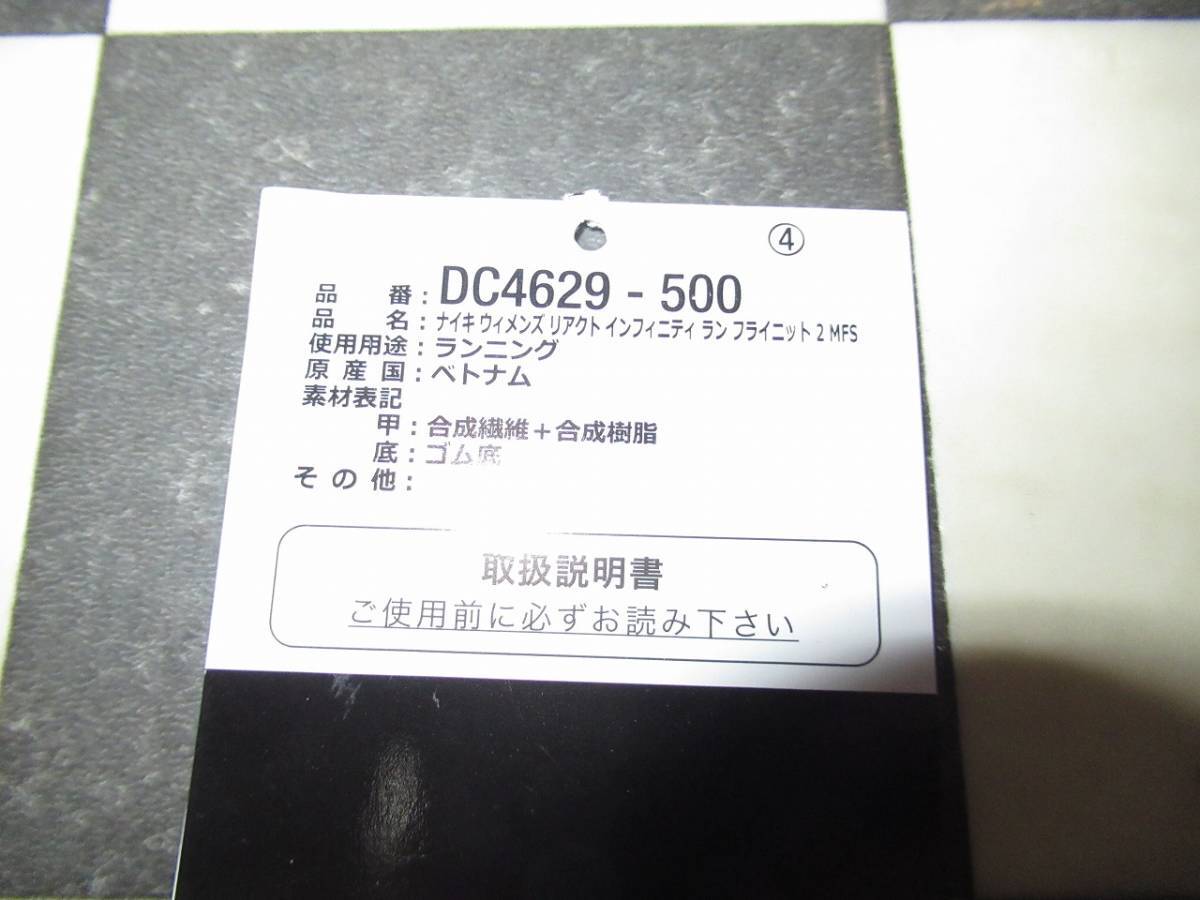 ④
品 番 : DC4629 - 500
品 名 : ナイキ ウィメンズ リアクト インフィニティ ラン フライニット 2 MFS
使用用途 : ランニング
原 産 国 : ベトナム
素材表記
甲 : 合成繊維+合成樹脂
底 : ゴム底
そ の 他 :
取扱説明書
ご使用前に必ずお読み下さい